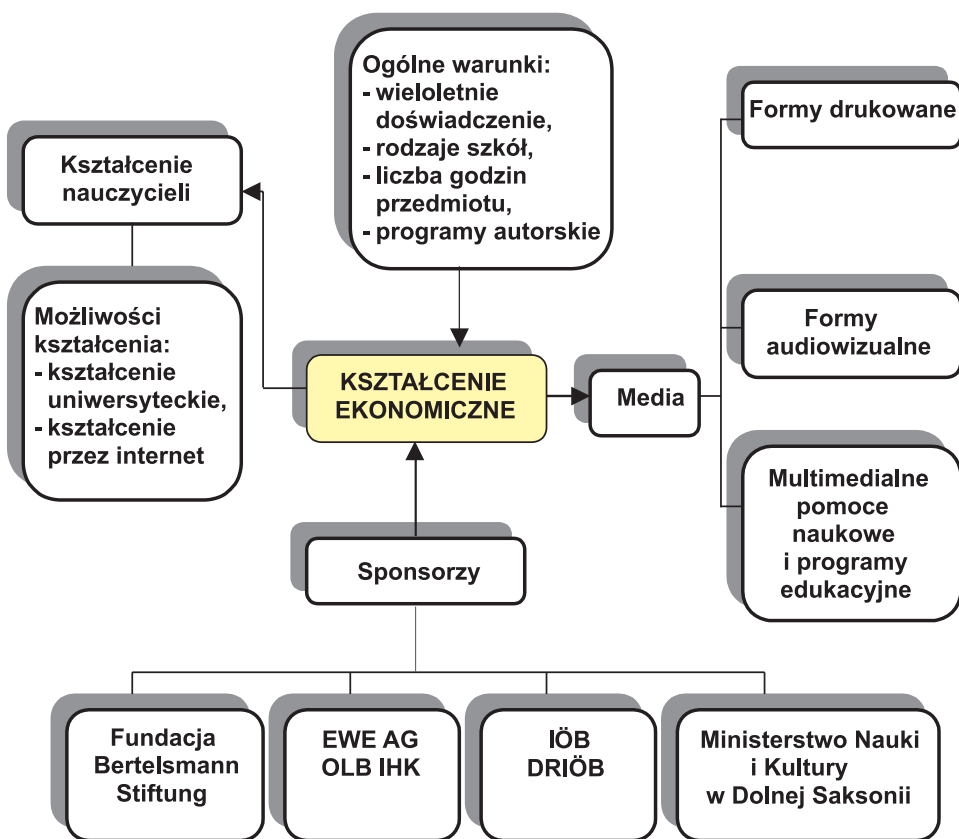 Ogólne warunki:
- wieloletnie
doświadczenie,
- rodzaje szkół,
- liczba godzin
przedmiotu,
- programy autorskie
Formy drukowane
Kształcenie
nauczycieli
Możliwości
kształcenia:
- kształcenie
uniwersyteckie,
- kształcenie
przez internet
KSZTAŁCENIE
EKONOMICZNE
Media
Formy
audiowizualne
Multimedialne
pomoce
naukowe
i programy
edukacyjne
Sponsorzy
Fundacja
Bertelsmann
Stiftung
EWE AG
OLB IHK
IÖB
DRIÖB
Ministerstwo Nauki
i Kultury
w Dolnej Saksonii